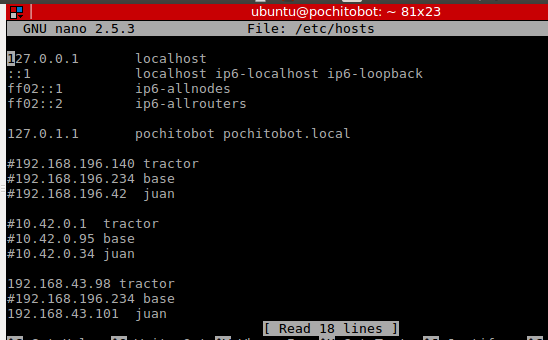 ubuntu@pochitobot: ~ 81x23
GNU nano 2.5.3 File: /etc/hosts
127.0.0.1 localhost
::1 localhost ip6-localhost ip6-loopback
ff02::1 ip6-allnodes
ff02::2 ip6-allrouters
127.0.1.1 pochitobot pochitobot.local
#192.168.196.140 tractor
#192.168.196.234 base
#192.168.196.42 juan
#10.42.0.1 tractor
#10.42.0.95 base
#10.42.0.34 juan
192.168.43.98 tractor
#192.168.196.234 base
192.168.43.101 juan
[ Read 18 lines ]